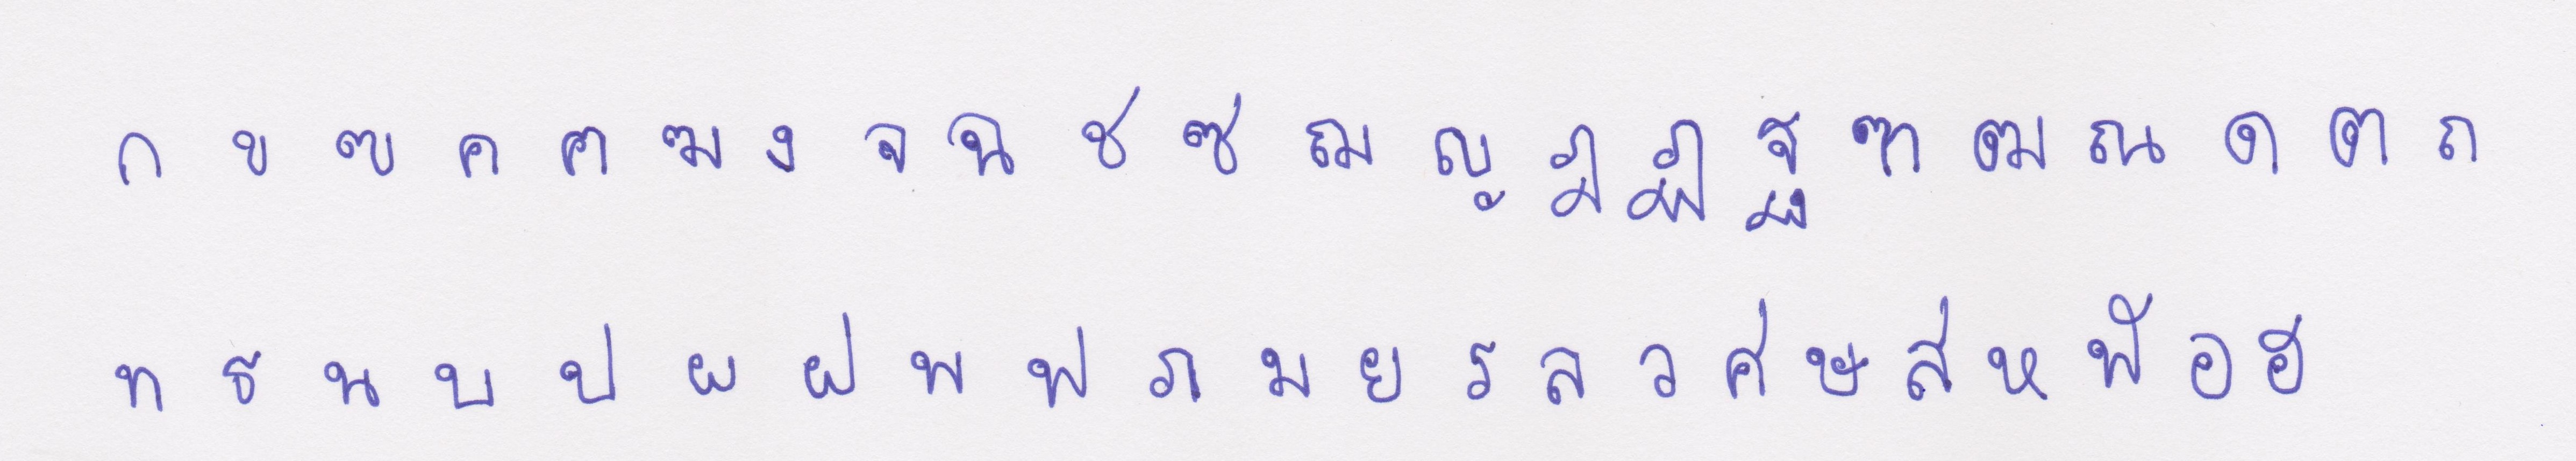 ก ข ฃ ค ฅ ฆ ง จ ฉ ช ซ ฌ ญ ฎ ฏ ฐ ฑ ฒ ณ ด ต ถ
ท ธ น บ ป ผ ฝ พ ฟ ภ ม ย ร ล ว ศ ษ ส ห ฬ อ ฮ